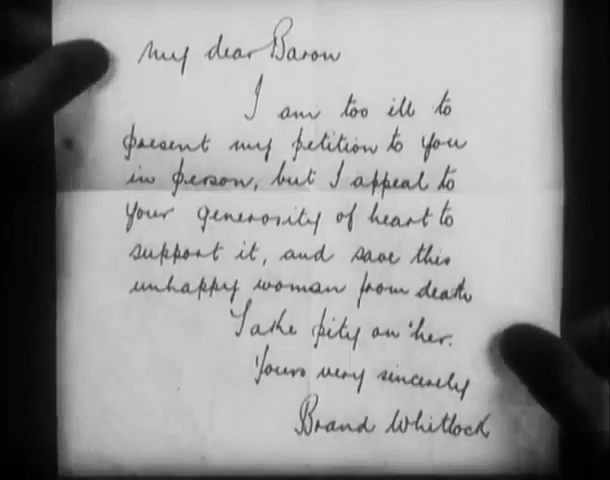 My dear Baron
I am too ill to
present my petition to you
in person, but I appeal to
your generosity of heart to
support it, and save this
unhappy woman from death
Take pity on her.
Yours very sincerely
Brand Whitlock